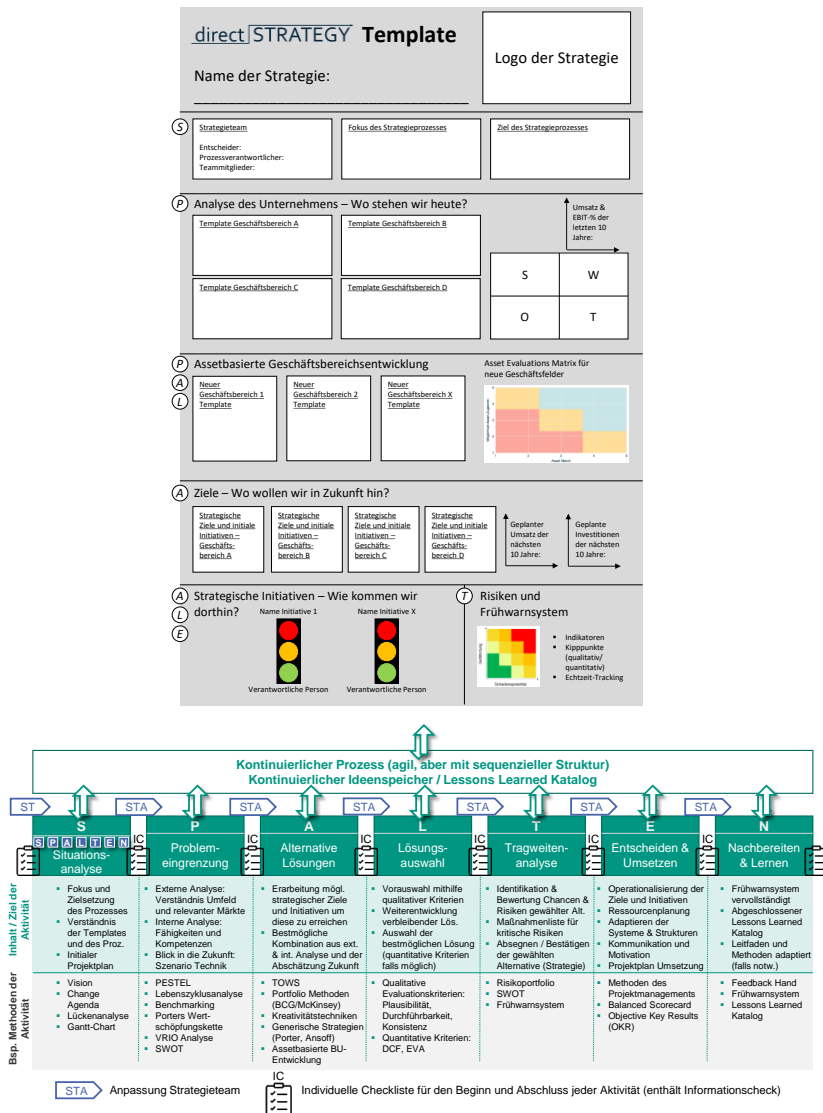 direct STRATEGY Template
Logo der Strategie
Name der Strategie:
S
Strategieteam
Entscheider:
Prozessverantwortlicher:
Teammitglieder:
Fokus des Strategieprozesses
Ziel des Strategieprozesses
P
Analyse des Unternehmens – Wo stehen wir heute?
Umsatz &
EBIT-% der
letzten 10
Jahre:
Template Geschäftsbereich A
Template Geschäftsbereich B
Template Geschäftsbereich C
Template Geschäftsbereich D
S
W
O
T
P
A
L
Assetbasierte Geschäftsbereichsentwicklung
Asset Evaluations Matrix für
neue Geschäftsfelder
Neuer
Geschäftsbereich 1
Template
Neuer
Geschäftsbereich 2
Template
Neuer
Geschäftsbereich X
Template
Asset Match
A
Ziele – Wo wollen wir in Zukunft hin?
Strategische
Ziele und initiale
Initiativen –
Geschäfts-
bereich A
Strategische
Ziele und initiale
Initiativen –
Geschäfts-
bereich B
Strategische
Ziele und initiale
Initiativen –
Geschäfts-
bereich C
Strategische
Ziele und initiale
Initiativen –
Geschäfts-
bereich D
Geplanter
Umsatz der
nächsten
10 Jahre:
Geplante
Investitionen
der nächsten
10 Jahre:
A
L
E
Strategische Initiativen – Wie kommen wir
dorthin?
Name Initiative 1
Name Initiative X
Verantwortliche Person
Verantwortliche Person
T
Risiken und
Frühwarnsystem
Schadenspotential
▪ Indikatoren
▪ Kipppunkte
(qualitativ/
quantitativ)
▪ Echtzeit-Tracking
Kontinuierlicher Prozess (agil, aber mit sequenzieller Struktur)
Kontinuierlicher Ideenspeicher / Lessons Learned Katalog
ST
STA
STA
STA
STA
STA
STA
S
P
A
L
T
E
N
IC
IC
IC
IC
IC
IC
S P A L T E N
Situations-
analyse
Problem-
eingrenzung
Alternative
Lösungen
Lösungs-
auswahl
Tragweiten-
analyse
Entscheiden &
Umsetzen
Nachbereiten
& Lernen
Inhalt / Ziel der
Aktivität
▪ Fokus und
Zielsetzung
des Prozesses
▪ Verständnis
der Templates
und des Proz.
▪ Initialer
Projektplan
▪ Externe Analyse:
Verständnis Umfeld
und relevanter Märkte
▪ Interne Analyse:
Fähigkeiten und
Kompetenzen
▪ Blick in die Zukunft:
Szenario Technik
▪ Erarbeitung mögl.
strategischer Ziele
und Initiativen um
diese zu erreichen
▪ Bestmögliche
Kombination aus ext.
& int. Analyse und der
Abschätzung Zukunft
▪ Vorauswahl mithilfe
qualitativer Kriterien
▪ Weiterentwicklung
verbleibender Lös.
▪ Auswahl der
bestmöglichen Lösung
(quantitative Kriterien
falls möglich)
▪ Identifikation &
Bewertung Chancen &
Risiken gewählter Alt.
▪ Maßnahmenliste für
kritische Risiken
▪ Absegnen / Bestätigen
der gewählten
Alternative (Strategie)
▪ Operationalisierung der
Ziele und Initiativen
▪ Ressourcenplanung
▪ Adaptieren der
Systeme & Strukturen
▪ Kommunikation und
Motivation
▪ Projektplan Umsetzung
▪ Frühwarnsystem
vervollständigt
▪ Abgeschlossener
Lessons Learned
Katalog
▪ Leitfaden und
Methoden adaptiert
(falls notw.)
Bsp. Methoden der
Aktivität
▪ Vision
▪ Change
Agenda
▪ Lückenanalyse
▪ Gantt-Chart
▪ PESTEL
▪ Lebenszyklusanalyse
▪ Benchmarking
▪ Porters Wert-
schöpfungskette
▪ VRIO Analyse
▪ SWOT
▪ TOWS
▪ Portfolio Methoden
(BCG/McKinsey)
▪ Kreativitätstechniken
▪ Generische Strategien
(Porter, Ansoff)
▪ Assetbasierte BU-
Entwicklung
▪ Qualitative
Evaluationskriterien:
Plausibilität,
Durchführbarkeit,
Konsistenz
▪ Quantitative Kriterien:
DCF, EVA
▪ Risikoportfolio
▪ SWOT
▪ Frühwarnsystem
▪ Methoden des
Projektmanagements
▪ Balanced Scorecard
▪ Objective Key Results
(OKR)
▪ Feedback Hand
▪ Frühwarnsystem
▪ Lessons Learned
Katalog
STA
Anpassung Strategieteam
IC
Individuelle Checkliste für den Beginn und Abschluss jeder Aktivität (enthält Informationscheck)